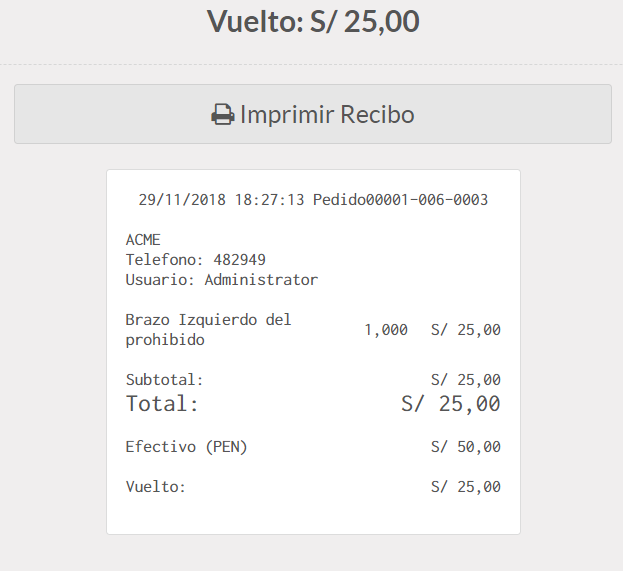 Vuelto: S/ 25,00
Imprimir Recibo
29/11/2018 18:27:13 Pedido00001-006-0003
ACME
Telefono: 482949
Usuario: Administrator
Brazo Izquierdo del
prohibido 1,000 S/ 25,00
Subtotal: S/ 25,00
Total: S/ 25,00
Efectivo (PEN) S/ 50,00
Vuelto: S/ 25,00